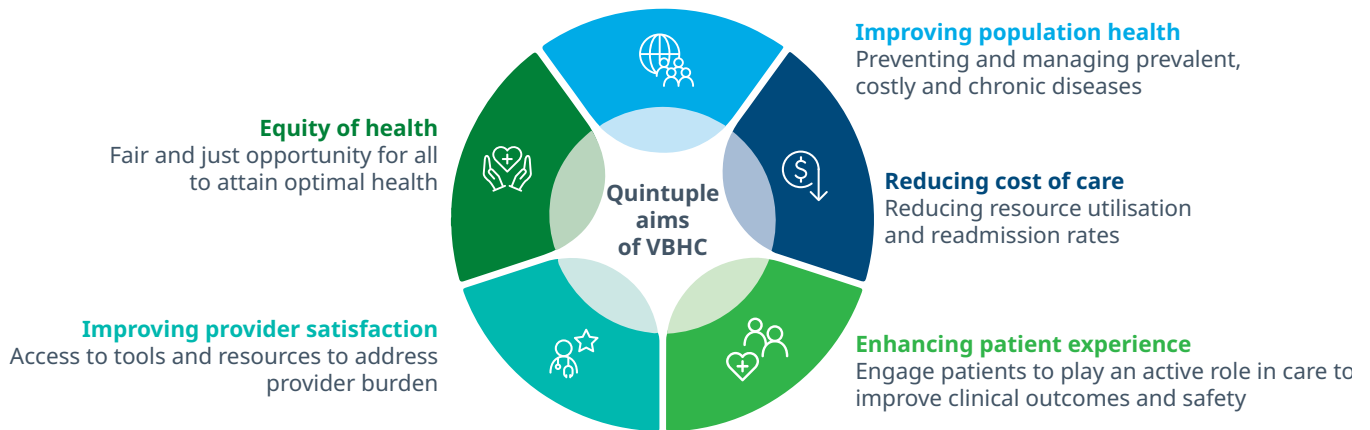 Improving population health
Preventing and managing prevalent,
costly and chronic diseases
Equity of health
Fair and just opportunity for all
to attain optimal health
Quintuple
aims
of VBHC
Reducing cost of care
Reducing resource utilisation
and readmission rates
Improving provider satisfaction
Access to tools and resources to address
provider burden
Enhancing patient experience
Engage patients to play an active role in care to
improve clinical outcomes and safety